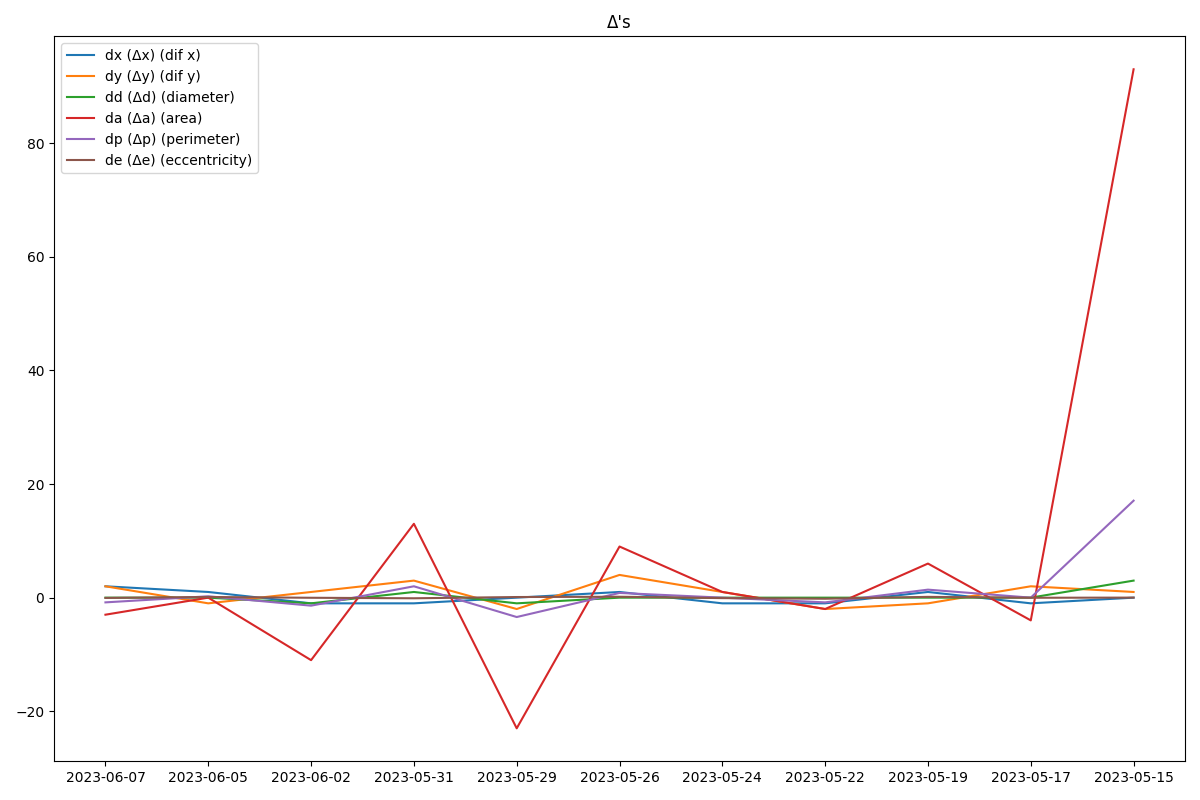 Δ's
dx (Δx) (dif x)
dy (Δy) (dif y)
dd (Δd) (diameter)
da (Δa) (area)
dp (Δp) (perimeter)
de (Δe) (eccentricity)
80
60
40
20
0
−20
2023-06-07 2023-06-05 2023-06-02 2023-05-31 2023-05-29 2023-05-26 2023-05-24 2023-05-22 2023-05-19 2023-05-17 2023-05-15